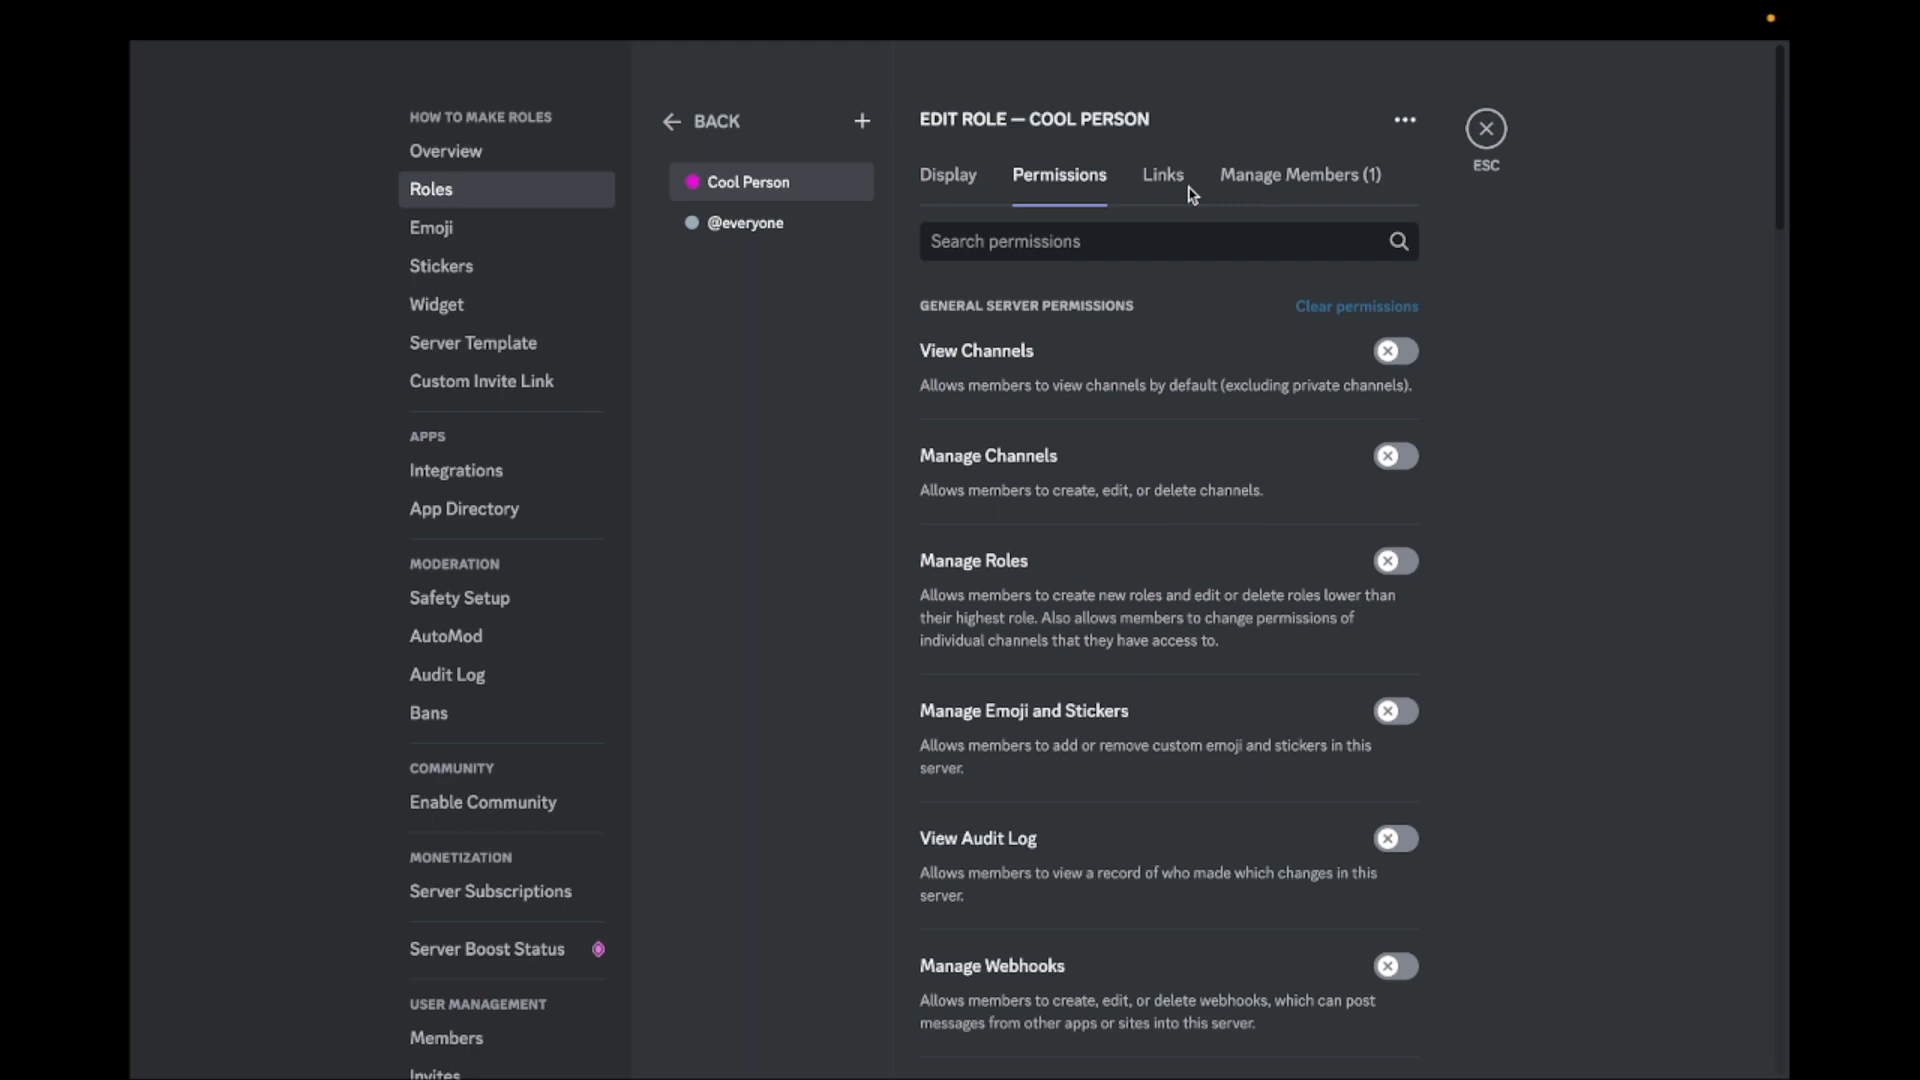 HOW TO MAKE ROLES
Overview
Roles
Emoji
Stickers
Widget
Server Template
Custom Invite Link
APPS
Integrations
App Directory
MODERATION
Safety Setup
AutoMod
Audit Log
Bans
COMMUNITY
Enable Community
MONETIZATION
Server Subscriptions
Server Boost Status
USER MANAGEMENT
Members
Invites
BACK
Cool Person
@everyone
EDIT ROLE — COOL PERSON
Display Permissions Links Manage Members (1)
ESC
Search permissions
GENERAL SERVER PERMISSIONS Clear permissions
View Channels
Allows members to view channels by default (excluding private channels).
Manage Channels
Allows members to create, edit, or delete channels.
Manage Roles
Allows members to create new roles and edit or delete roles lower than
their highest role. Also allows members to change permissions of
individual channels that they have access to.
Manage Emoji and Stickers
Allows members to add or remove custom emoji and stickers in this
server.
View Audit Log
Allows members to view a record of who made which changes in this
server.
Manage Webhooks
Allows members to create, edit, or delete webhooks, which can post
messages from other apps or sites into this server.